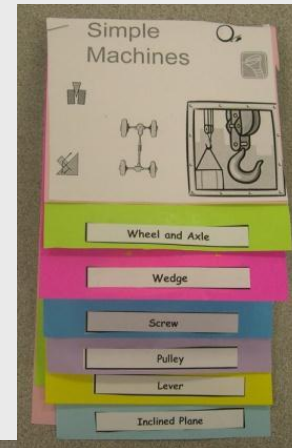 Simple
Machines
Wheel and Axle
Wedge
Screw
Pulley
Lever
Inclined Plane